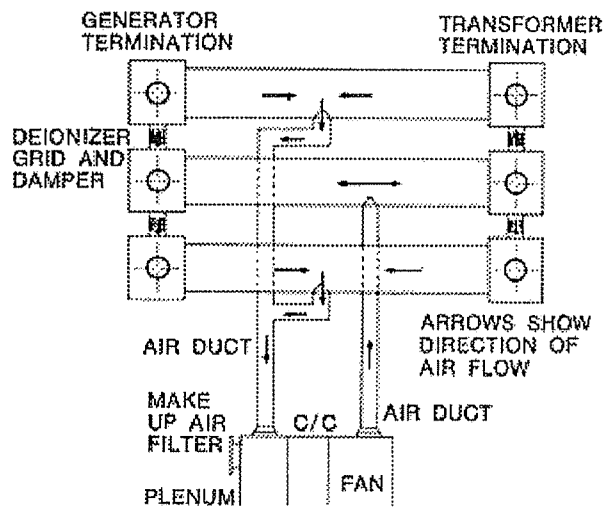 GENERATOR
TERMINATION
TRANSFORMER
TERMINATION
DEIONIZER
GRID AND
DAMPER
AIR DUCT
ARROWS SHOW
DIRECTION OF
AIR FLOW
MAKE
UP AIR
FILTER
C/C
AIR DUCT
PLENUM
FAN